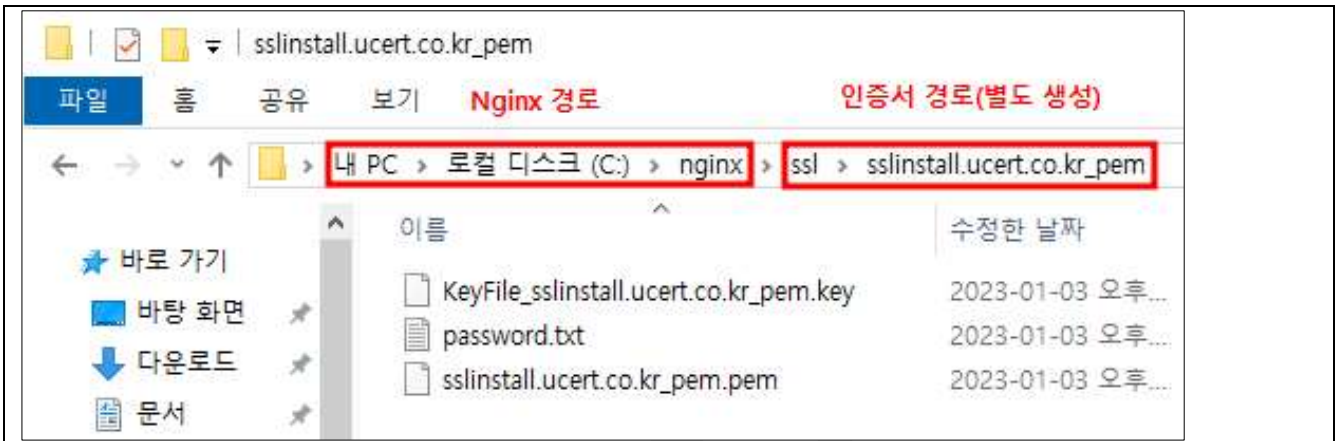 sslinstall.ucert.co.kr_pem
파일 홈 공유 보기 Nginx 경로 인증서 경로(별도 생성)
내 PC > 로컬 디스크 (C:) > nginx > ssl > sslinstall.ucert.co.kr_pem
이름 수정한 날짜
바로 가기
KeyFile_sslinstall.ucert.co.kr_pem.key 2023-01-03 오후...
바탕 화면
password.txt 2023-01-03 오후...
다운로드
sslinstall.ucert.co.kr_pem.pem 2023-01-03 오후...
문서